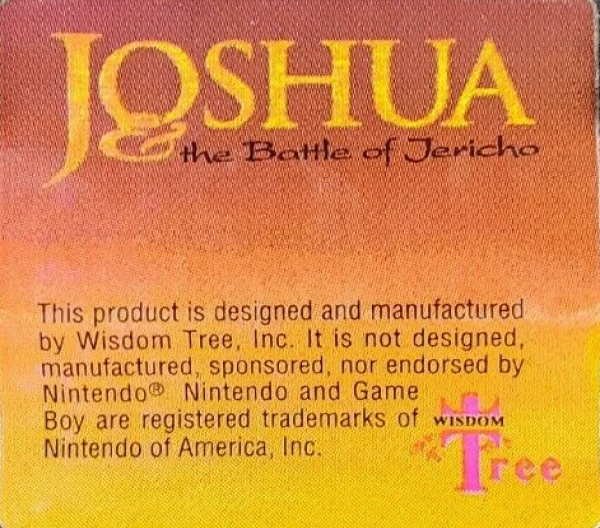 JOSHUA
& the Battle of Jericho
This product is designed and manufactured
by Wisdom Tree, Inc. It is not designed,
manufactured, sponsored, nor endorsed by
Nintendo® Nintendo and Game
Boy are registered trademarks of
Nintendo of America, Inc.
WISDOM
Tree